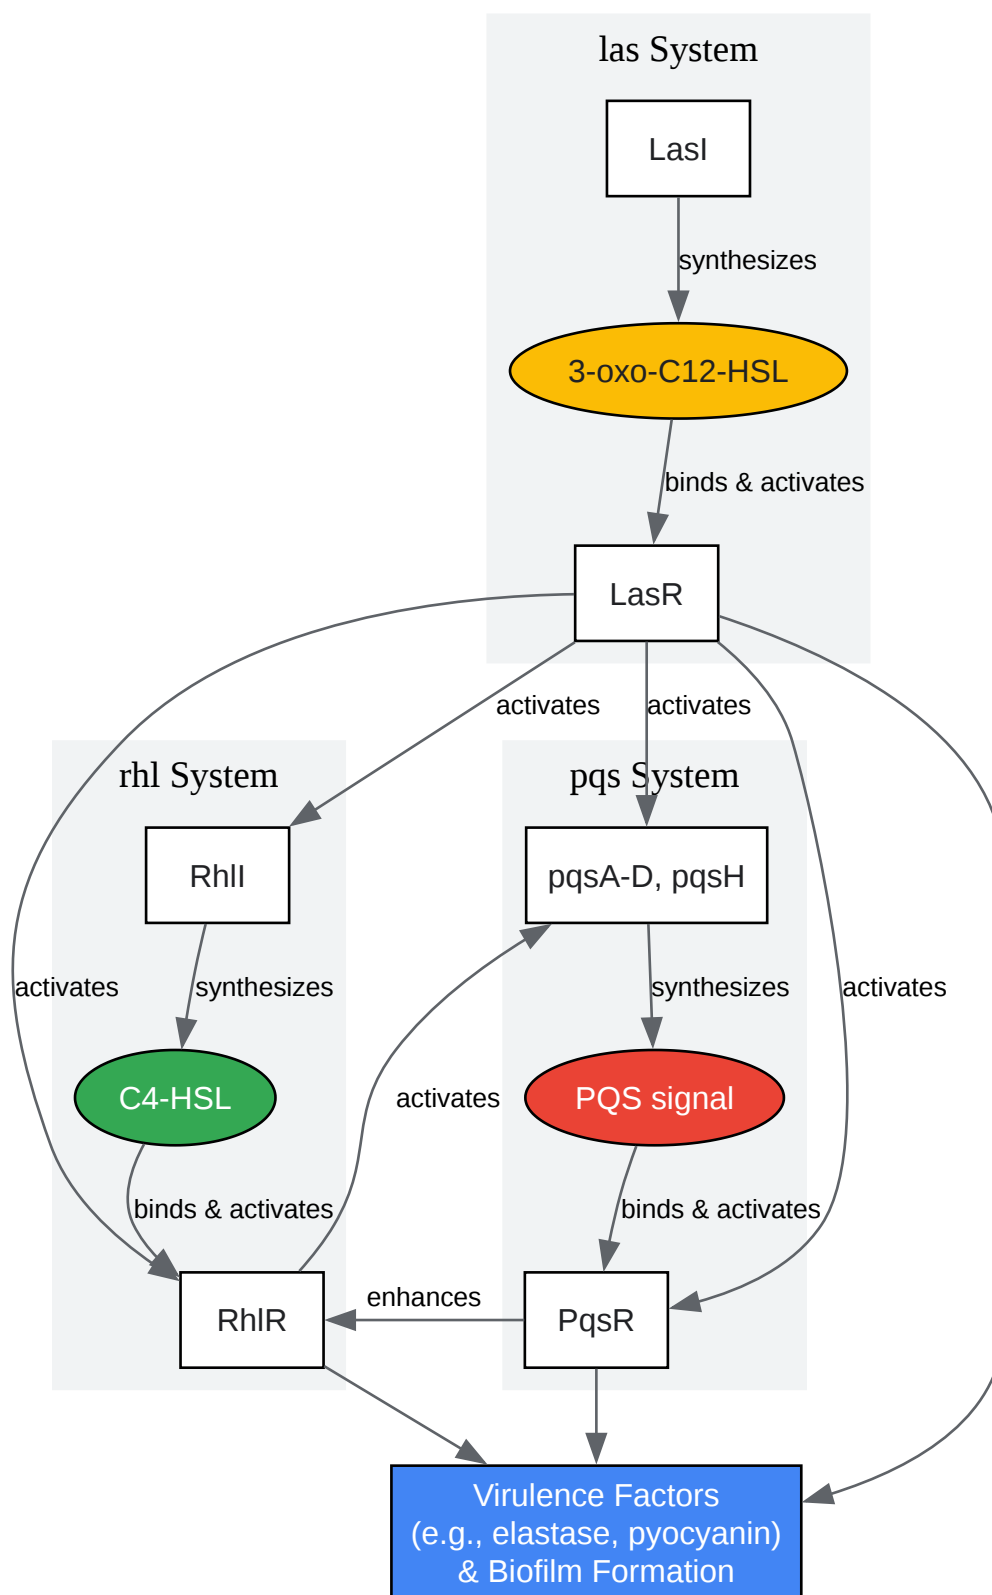 las System
LasI
synthesizes
3-oxo-C12-HSL
binds & activates
LasR
activates
activates
rhl System
pqs System
RhlI
pqsA-D, pqsH
activates
synthesizes
synthesizes
activates
C4-HSL
activates
PQS signal
binds & activates
binds & activates
enhances
RhlR
PqsR
Virulence Factors
(e.g., elastase, pyocyanin)
& Biofilm Formation